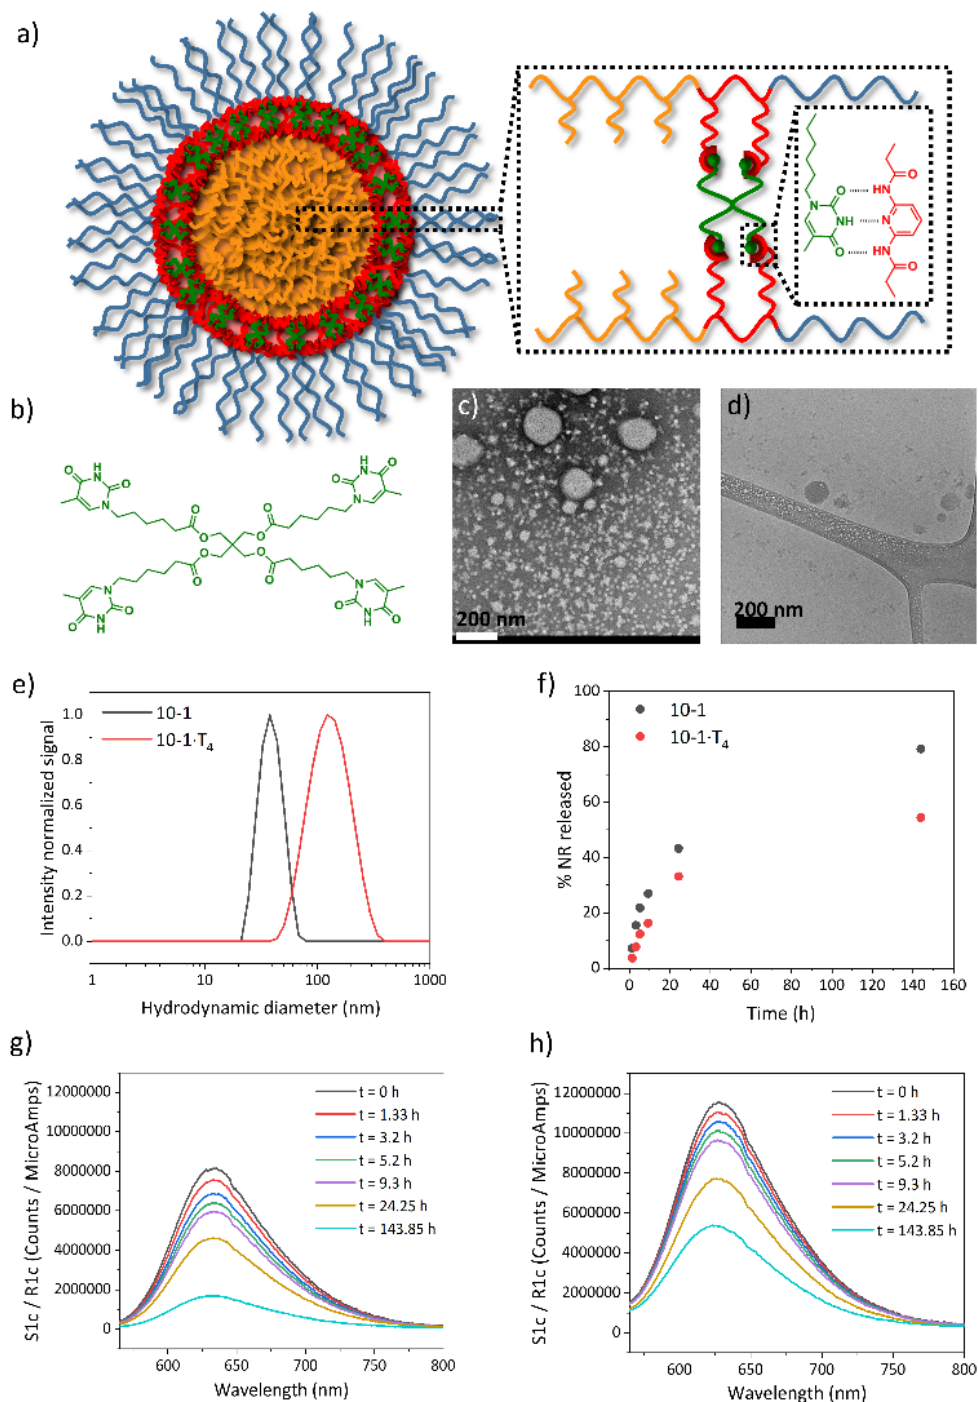 a)
O
HN
O
N
O
NH
N
O
HN
O
b)
O
NH
N
O
O
O
O
O
HN
O
N
O
O
O
O
O
N
O
NH
O
O
N
O
HN
O
c)
200 nm
d)
200 nm
e)
10-1
10-1·T4
Intensity normalized signal
1.0
0.8
0.6
0.4
0.2
0.0
1 10 100 1000
Hydrodynamic diameter (nm)
f)
10-1
10-1·T4
% NR released
100
80
60
40
20
0
0 20 40 60 80 100 120 140 160
Time (h)
g)
S1c / R1c (Counts / MicroAmps)
12000000
10000000
8000000
6000000
4000000
2000000
0
t = 0 h
t = 1.33 h
t = 3.2 h
t = 5.2 h
t = 9.3 h
t = 24.25 h
t = 143.85 h
600 650 700 750 800
Wavelength (nm)
h)
S1c / R1c (Counts / MicroAmps)
12000000
10000000
8000000
6000000
4000000
2000000
0
t = 0 h
t = 1.33 h
t = 3.2 h
t = 5.2 h
t = 9.3 h
t = 24.25 h
t = 143.85 h
600 650 700 750 800
Wavelength (nm)